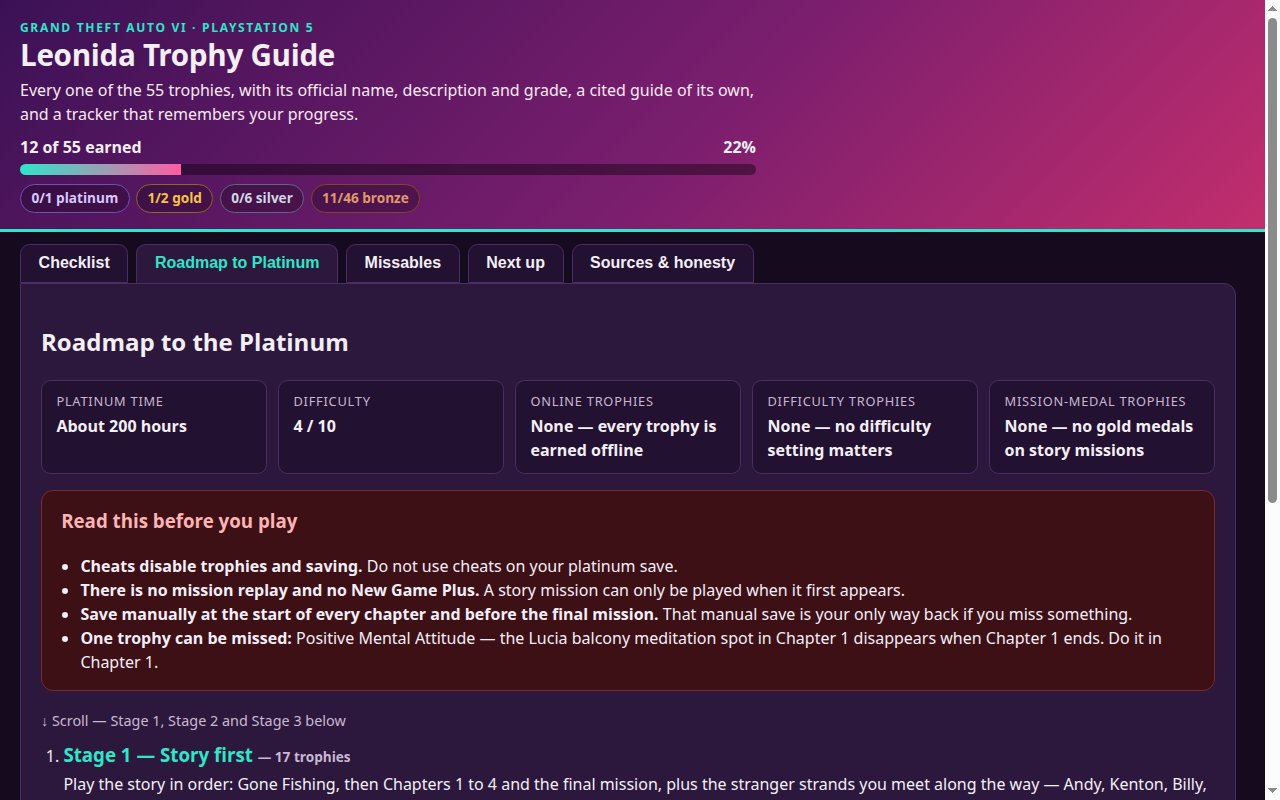 GRAND THEFT AUTO VI · PLAYSTATION 5
Leonida Trophy Guide
Every one of the 55 trophies, with its official name, description and grade, a cited guide of its own,
and a tracker that remembers your progress.
12 of 55 earned 22%
0/1 platinum 1/2 gold 0/6 silver 11/46 bronze
Checklist Roadmap to Platinum Missables Next up Sources & honesty
Roadmap to the Platinum
PLATINUM TIME
About 200 hours
DIFFICULTY
4 / 10
ONLINE TROPHIES
None — every trophy is
earned offline
DIFFICULTY TROPHIES
None — no difficulty
setting matters
MISSION-MEDAL TROPHIES
None — no gold medals
on story missions
Read this before you play
• Cheats disable trophies and saving. Do not use cheats on your platinum save.
• There is no mission replay and no New Game Plus. A story mission can only be played when it first appears.
• Save manually at the start of every chapter and before the final mission. That manual save is your only way back if you miss something.
• One trophy can be missed: Positive Mental Attitude — the Lucia balcony meditation spot in Chapter 1 disappears when Chapter 1 ends. Do it in
Chapter 1.
↓ Scroll — Stage 1, Stage 2 and Stage 3 below
1. Stage 1 — Story first — 17 trophies
Play the story in order: Gone Fishing, then Chapters 1 to 4 and the final mission, plus the stranger strands you meet along the way — Andy, Kenton, Billy,